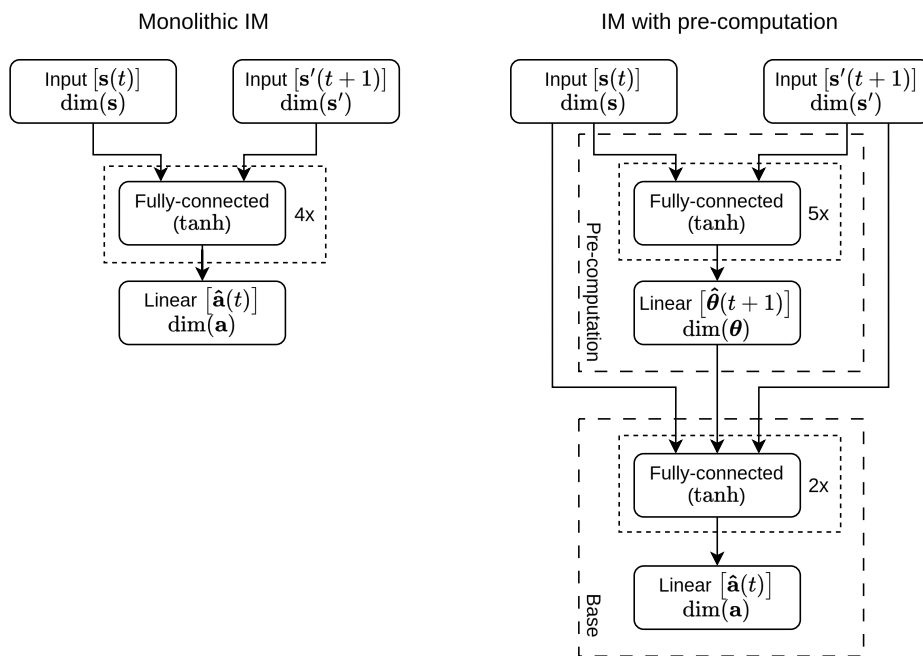 Monolithic IM
Input [𝐬(t)]
dim(𝐬)
Input [𝐬′(t + 1)]
dim(𝐬′)
Fully-connected
(tanh)
4x
Linear [𝐚̂(t)]
dim(𝐚)
IM with pre-computation
Input [𝐬(t)]
dim(𝐬)
Input [𝐬′(t + 1)]
dim(𝐬′)
Pre-computation
Fully-connected
(tanh)
5x
Linear [𝜽̂(t + 1)]
dim(𝜽)
Base
Fully-connected
(tanh)
2x
Linear [𝐚̂(t)]
dim(𝐚)